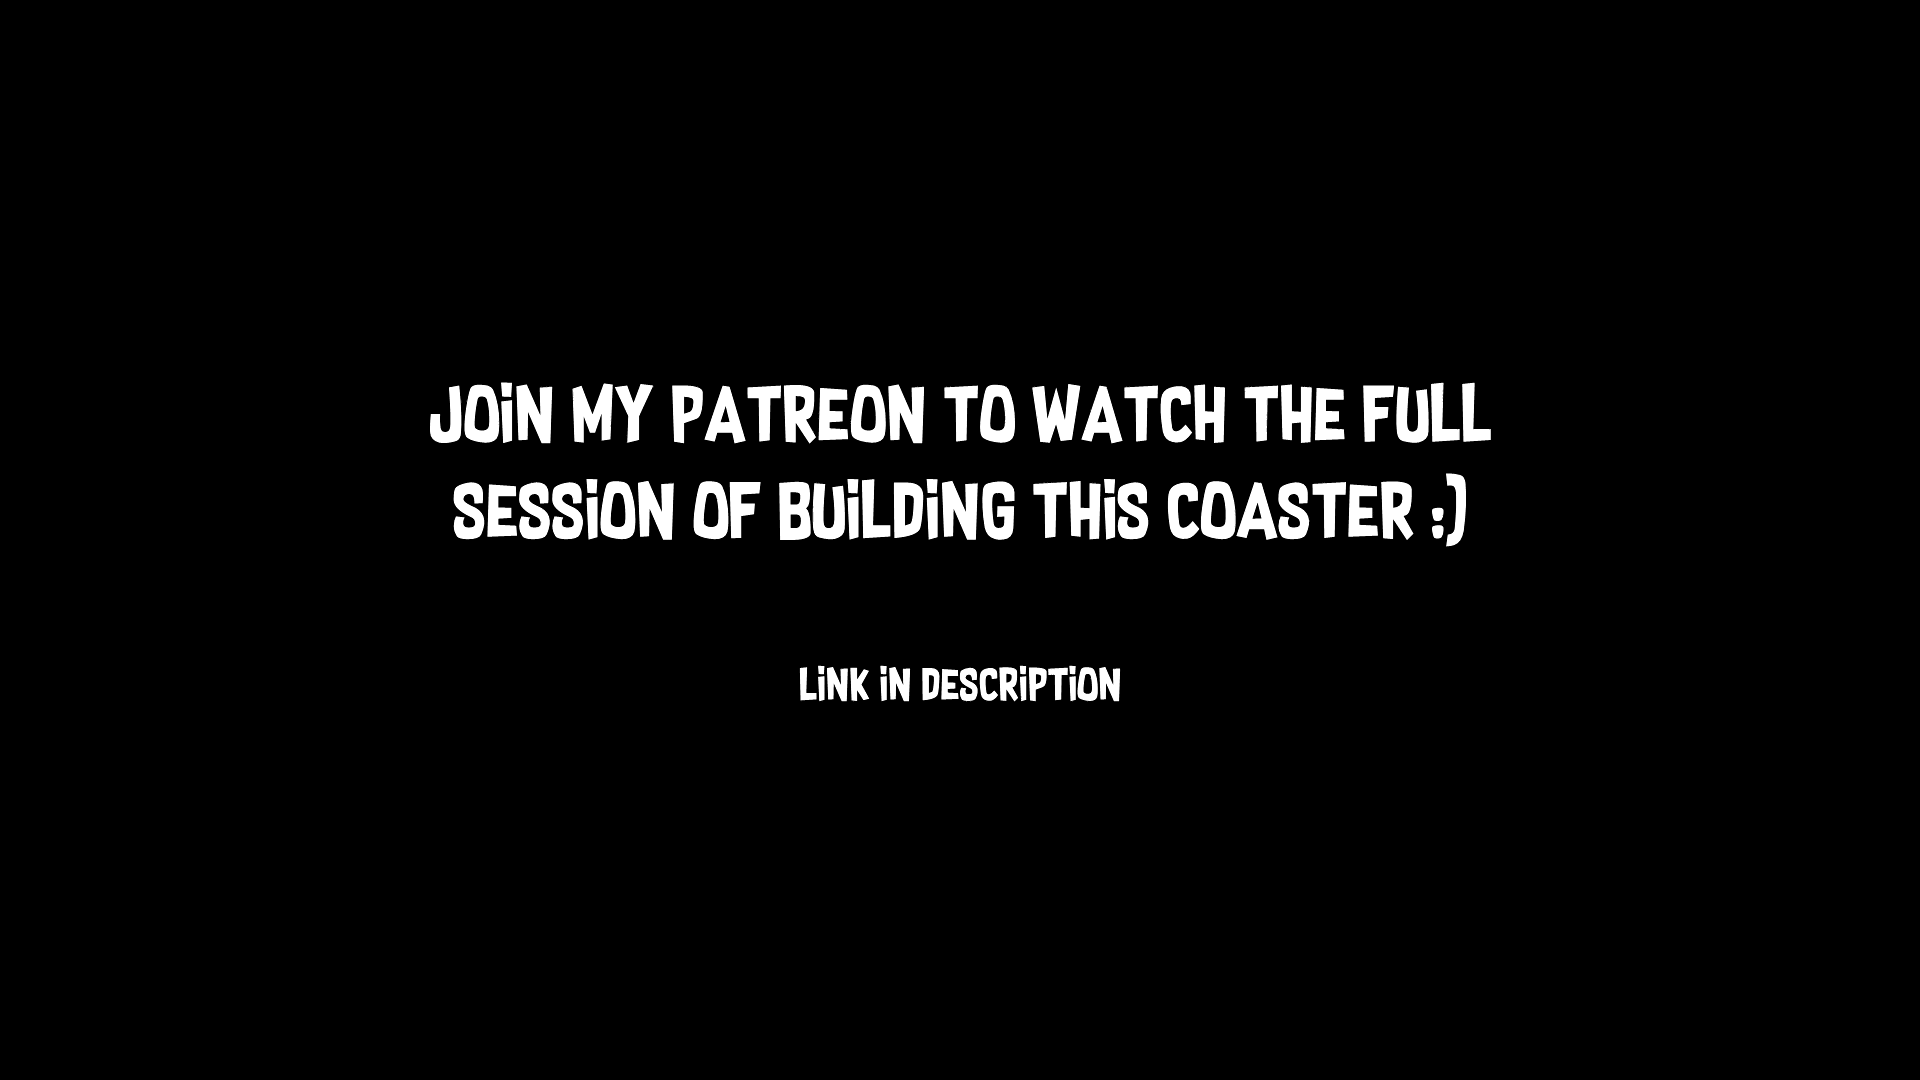 JOiN MY PATREON TO WATCH THE FULL
SESSiON OF BUiLDiNG THiS COASTER :)
LiNK iN DESCRiPTiON